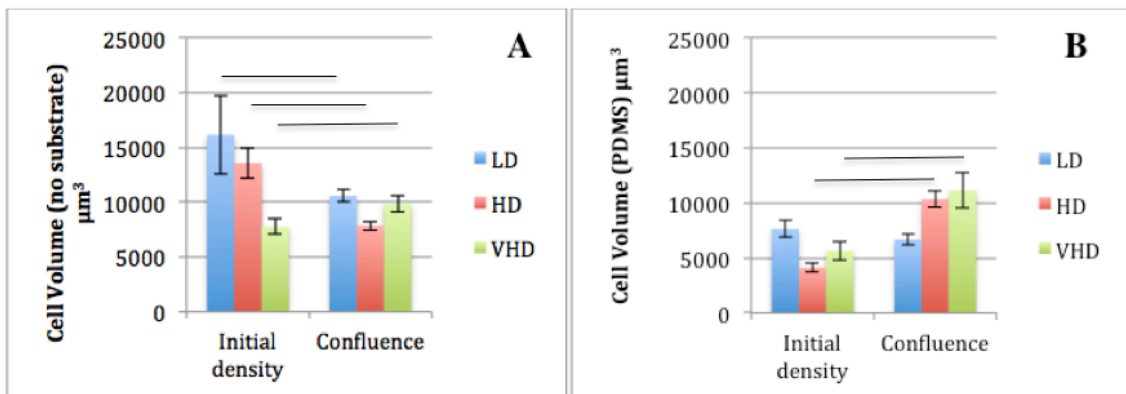 A
Cell Volume (no substrate)
µm³
25000
20000
15000
10000
5000
0
Initial
density
Confluence
LD
HD
VHD
B
Cell Volume (PDMS) µm³
25000
20000
15000
10000
5000
0
Initial
density
Confluence
LD
HD
VHD